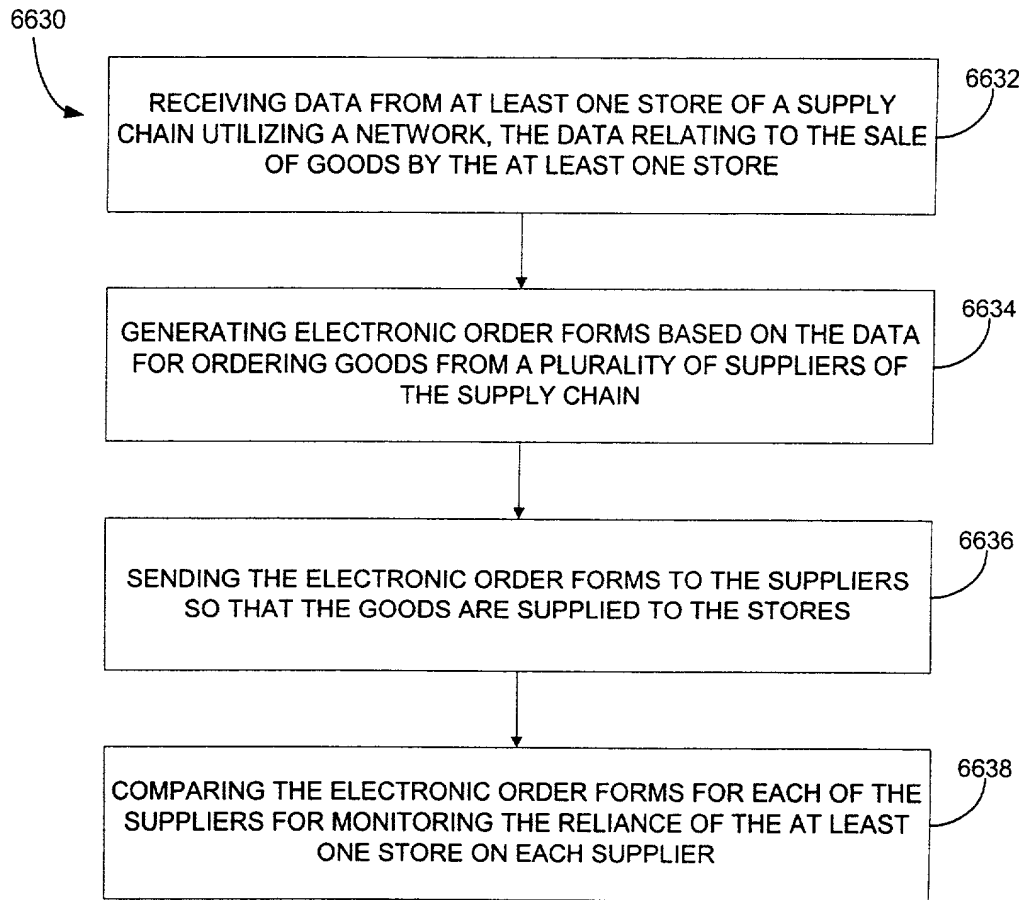 6630
6632
RECEIVING DATA FROM AT LEAST ONE STORE OF A SUPPLY
CHAIN UTILIZING A NETWORK, THE DATA RELATING TO THE SALE
OF GOODS BY THE AT LEAST ONE STORE
6634
GENERATING ELECTRONIC ORDER FORMS BASED ON THE DATA
FOR ORDERING GOODS FROM A PLURALITY OF SUPPLIERS OF
THE SUPPLY CHAIN
6636
SENDING THE ELECTRONIC ORDER FORMS TO THE SUPPLIERS
SO THAT THE GOODS ARE SUPPLIED TO THE STORES
6638
COMPARING THE ELECTRONIC ORDER FORMS FOR EACH OF THE
SUPPLIERS FOR MONITORING THE RELIANCE OF THE AT LEAST
ONE STORE ON EACH SUPPLIER